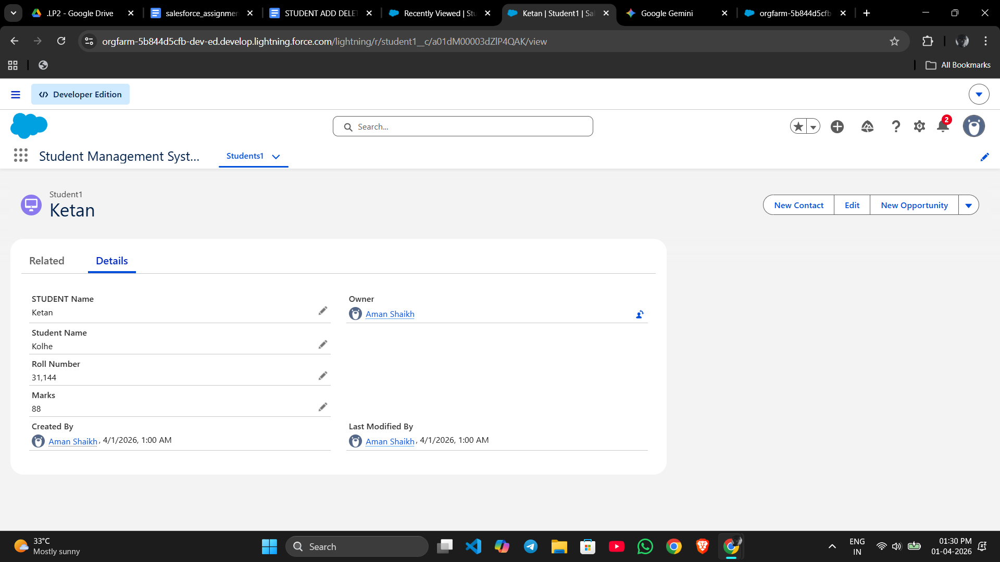 .LP2 - Google Drive
salesforce_assignmen
STUDENT ADD DELE
Recently Viewed | Stu
Ketan | Student1 | Sal
Google Gemini
orgfarm-5b844d5cfb
orgfarm-5b844d5cfb-dev-ed.develop.lightning.force.com/lightning/r/student1__c/a01dM00003dZlP4QAK/view
All Bookmarks
Developer Edition
Search...
2
Student Management Syst...
Students1
Student1
Ketan
New Contact
Edit
New Opportunity
Related
Details
STUDENT Name
Ketan
Owner
Aman Shaikh
Student Name
Kolhe
Roll Number
31,144
Marks
88
Created By
Aman Shaikh, 4/1/2026, 1:00 AM
Last Modified By
Aman Shaikh, 4/1/2026, 1:00 AM
33°C
Mostly sunny
Search
ENG
IN
01:30 PM
01-04-2026